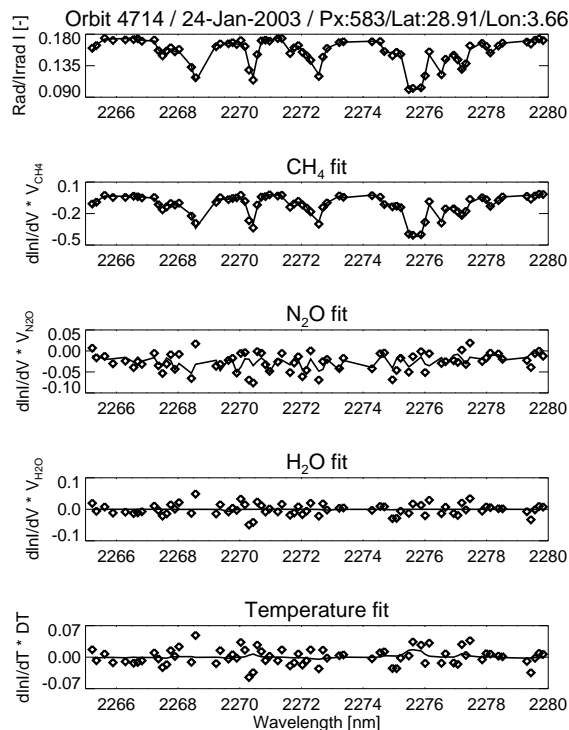 Orbit 4714 / 24-Jan-2003 / Px:583/Lat:28.91/Lon:3.66
Rad/Irrad I [-]
0.180
0.135
0.090
2266 2268 2270 2272 2274 2276 2278 2280
CH4 fit
dlnI/dV * VCH4
0.1
-0.2
-0.5
2266 2268 2270 2272 2274 2276 2278 2280
N2O fit
dlnI/dV * VN2O
0.05
0.00
-0.05
-0.10
2266 2268 2270 2272 2274 2276 2278 2280
H2O fit
dlnI/dV * VH2O
0.1
0.0
-0.1
2266 2268 2270 2272 2274 2276 2278 2280
Temperature fit
dlnI/dT * DT
0.07
0.00
-0.07
2266 2268 2270 2272 2274 2276 2278 2280
Wavelength [nm]